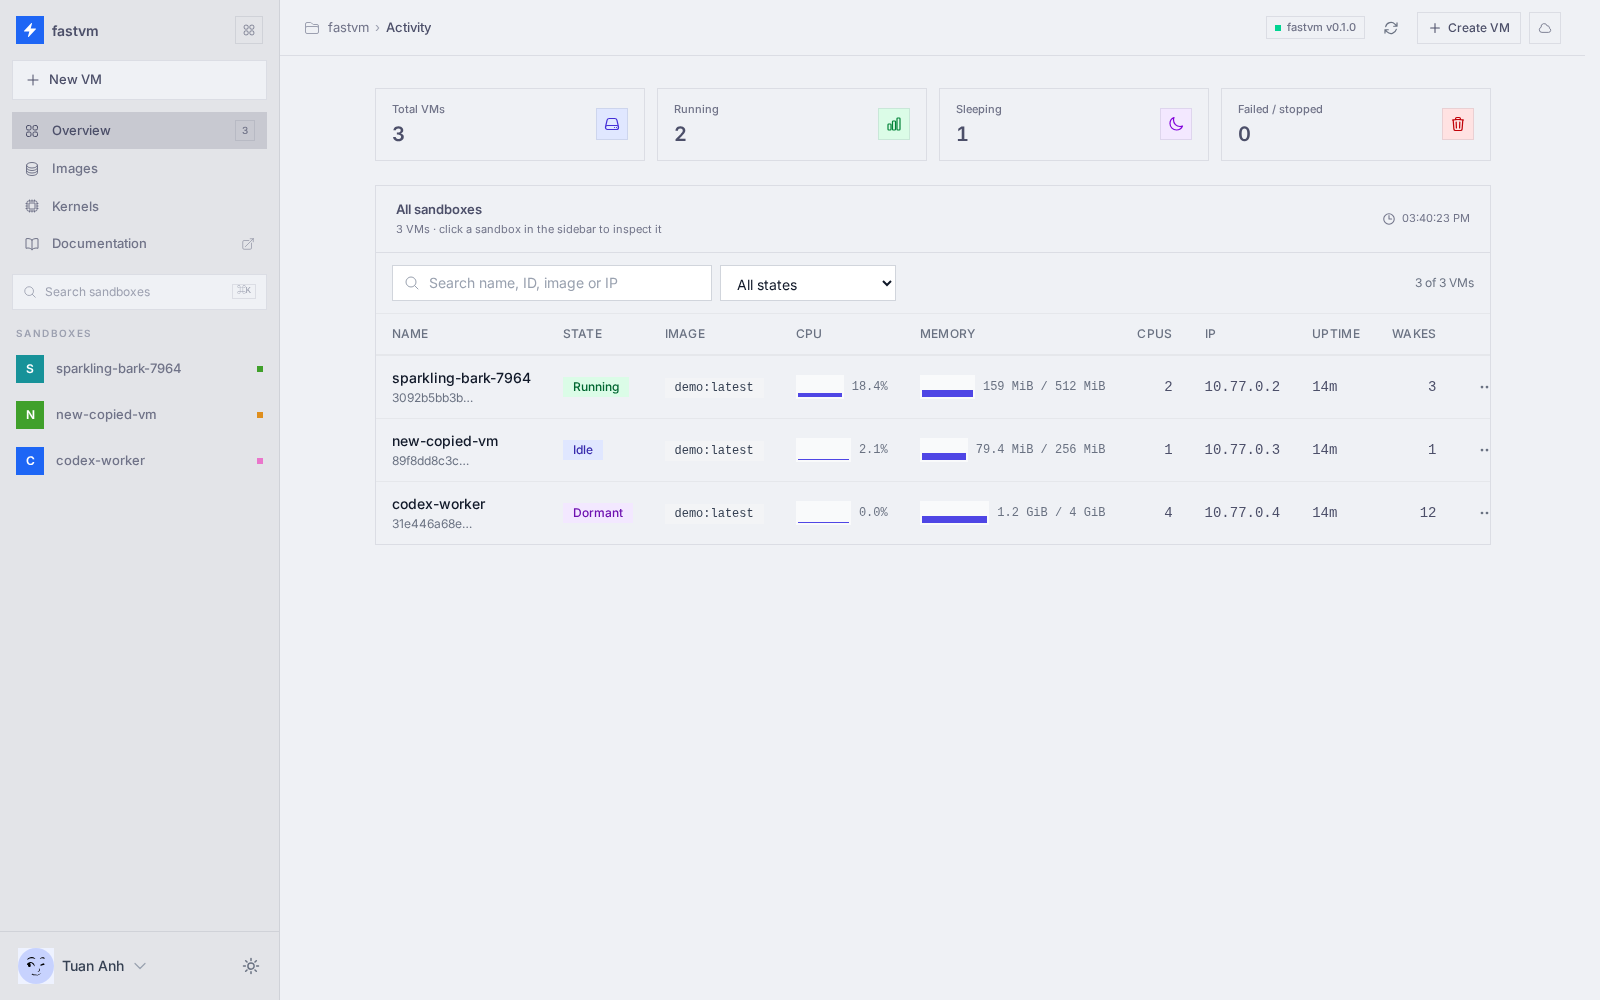 fastvm
New VM
Overview 3
Images
Kernels
Documentation
Search sandboxes ⌘K
SANDBOXES
S sparkling-bark-7964
N new-copied-vm
C codex-worker
Tuan Anh
fastvm › Activity
fastvm v0.1.0
Create VM
Total VMs
3
Running
2
Sleeping
1
Failed / stopped
0
All sandboxes
3 VMs · click a sandbox in the sidebar to inspect it
03:40:23 PM
Search name, ID, image or IP
All states
3 of 3 VMs
NAME STATE IMAGE CPU MEMORY CPUS IP UPTIME WAKES
sparkling-bark-7964
3092b5bb3b...
Running demo:latest 18.4% 159 MiB / 512 MiB 2 10.77.0.2 14m 3
new-copied-vm
89f8dd8c3c...
Idle demo:latest 2.1% 79.4 MiB / 256 MiB 1 10.77.0.3 14m 1
codex-worker
31e446a68e...
Dormant demo:latest 0.0% 1.2 GiB / 4 GiB 4 10.77.0.4 14m 12